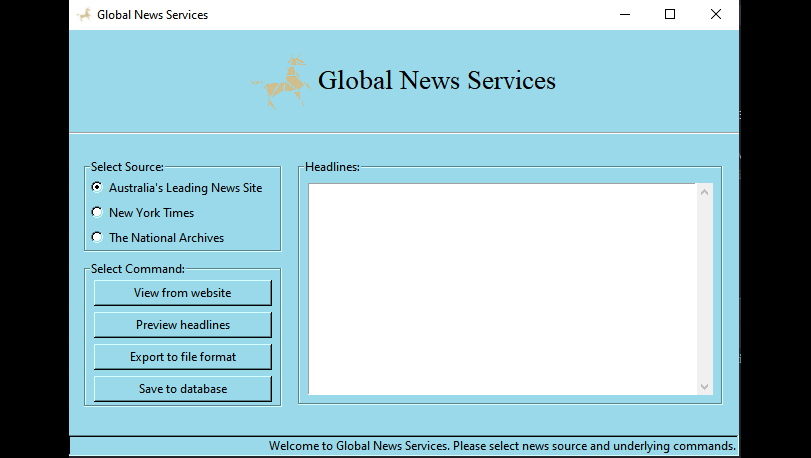 Global News Services
Global News Services
Select Source:
Australia's Leading News Site
New York Times
The National Archives
Select Command:
View from website
Preview headlines
Export to file format
Save to database
Headlines:
Welcome to Global News Services. Please select news source and underlying commands.